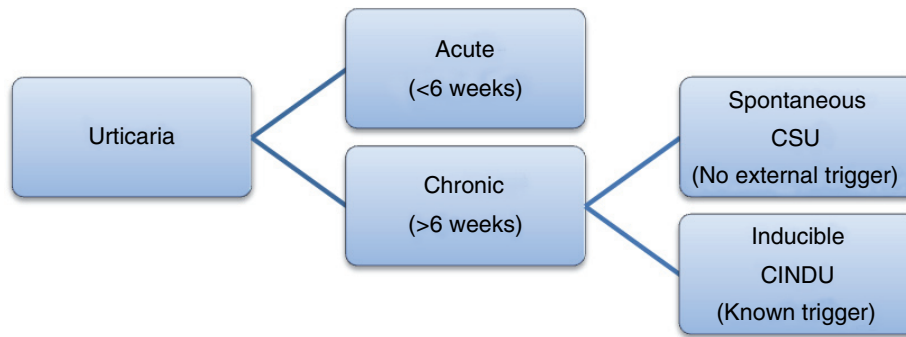 Urticaria
Acute
(<6 weeks)
Chronic
(>6 weeks)
Spontaneous
CSU
(No external trigger)
Inducible
CINDU
(Known trigger)